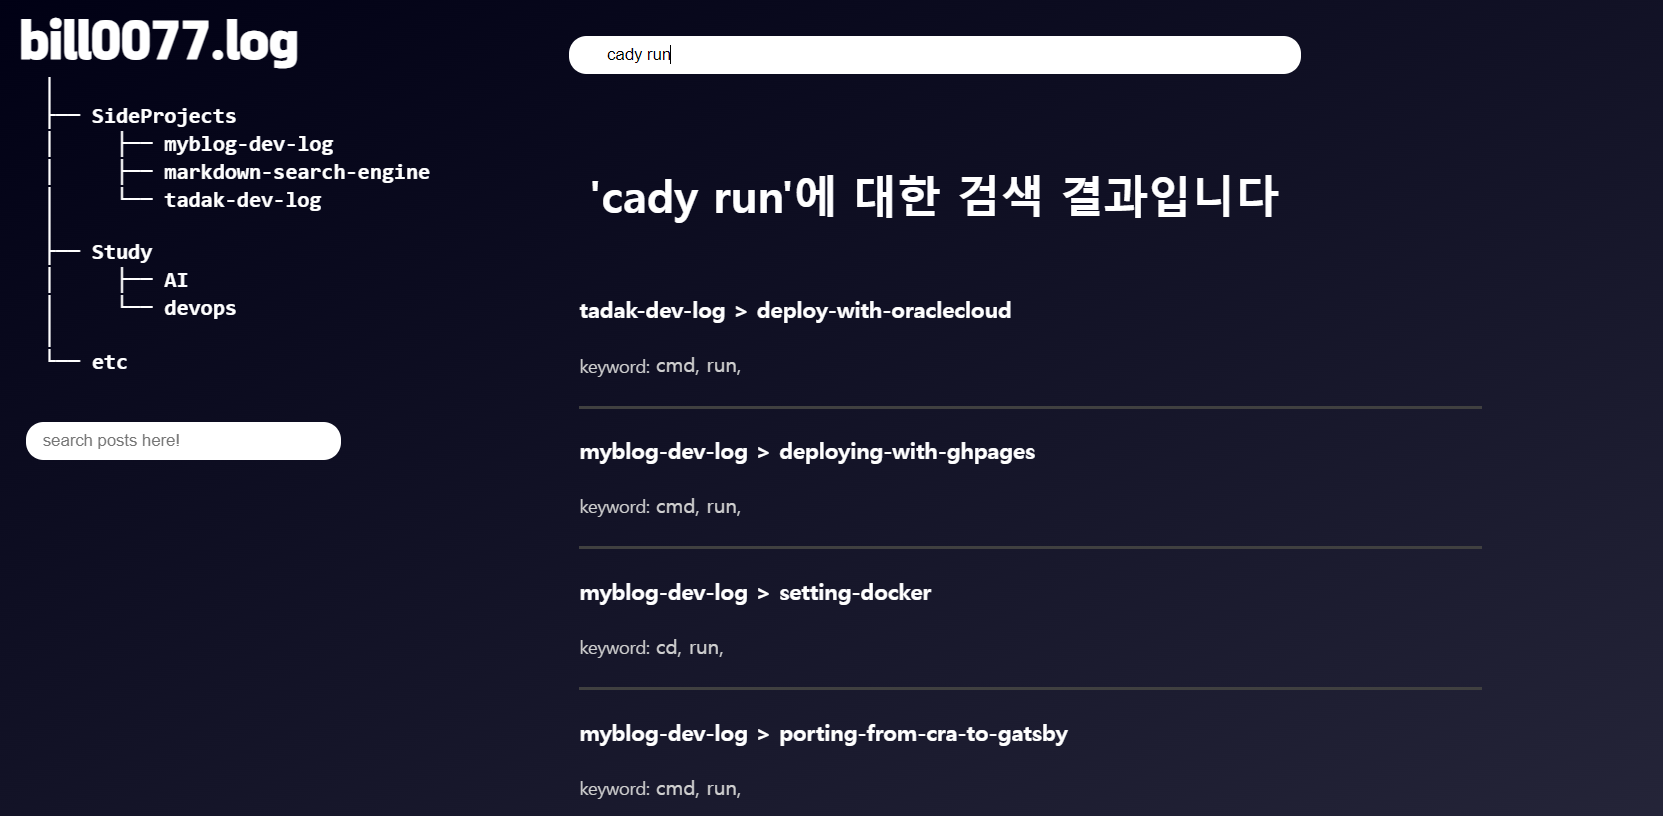 bill0077.log
SideProjects
myblog-dev-log
markdown-search-engine
tadak-dev-log
Study
AI
devops
etc
search posts here!
cady run
'cady run'에 대한 검색 결과입니다
tadak-dev-log > deploy-with-oraclecloud
keyword: cmd, run,
myblog-dev-log > deploying-with-ghpages
keyword: cmd, run,
myblog-dev-log > setting-docker
keyword: cd, run,
myblog-dev-log > porting-from-cra-to-gatsby
keyword: cmd, run,